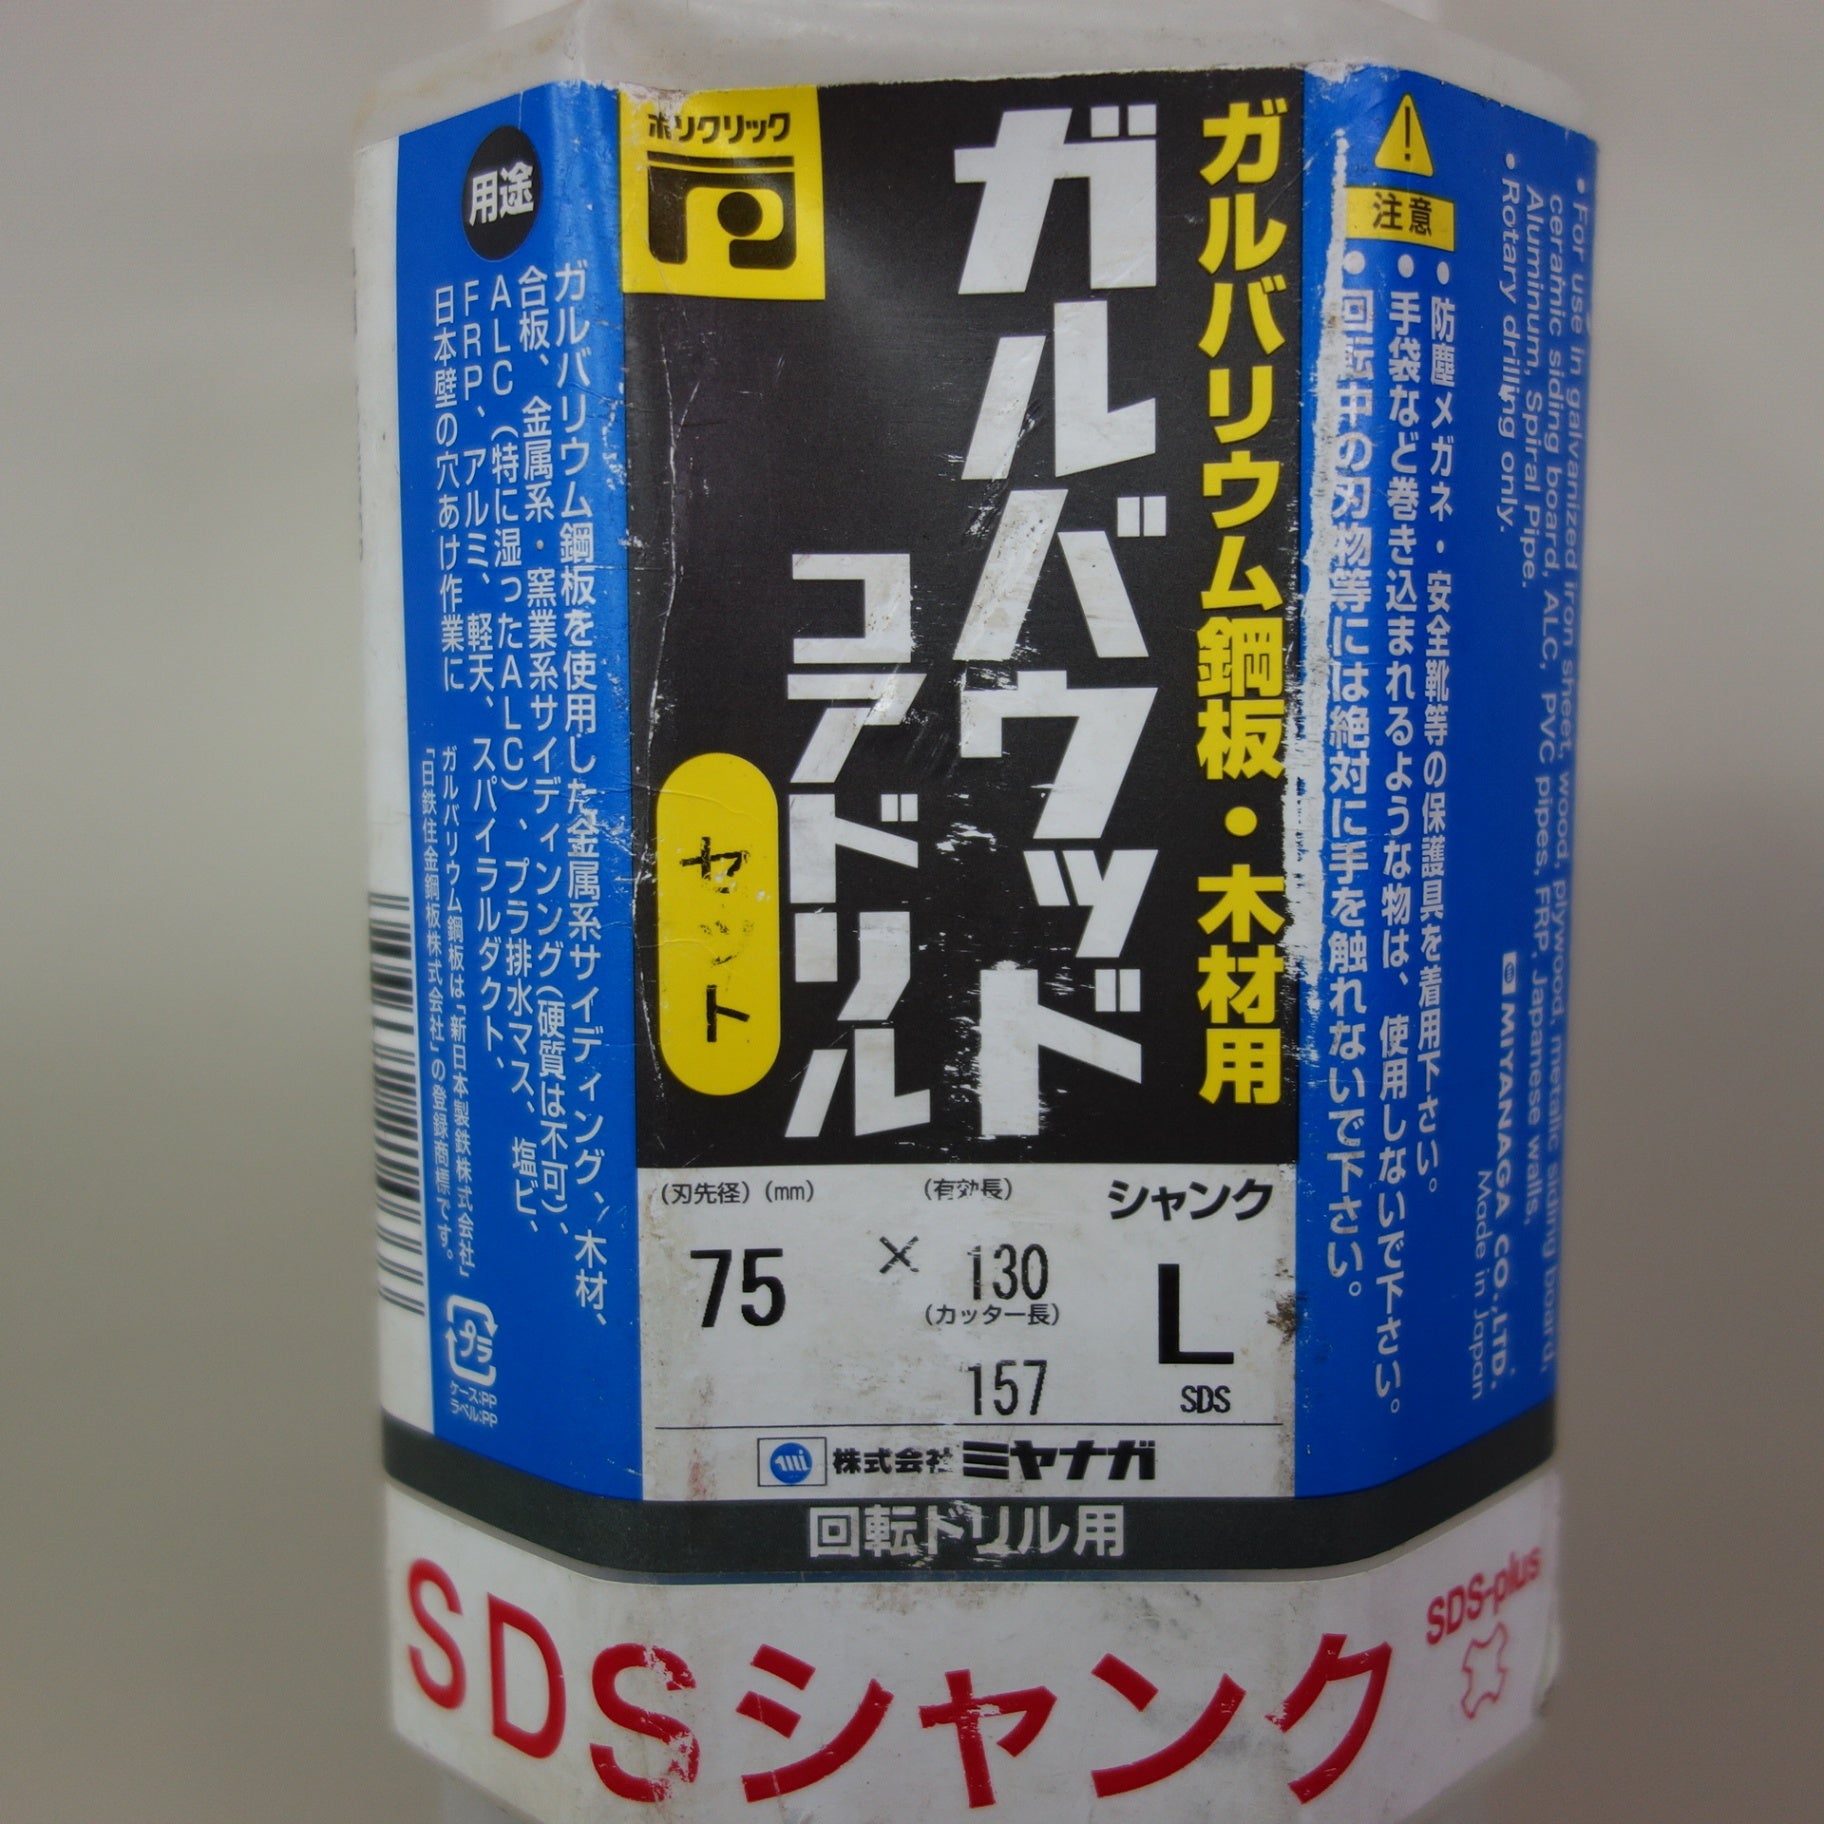 用途
ガルバリウム鋼板を使用した金属系サイディング、木材、
合板、金属系・窯業系サイディング(硬質は不可)、
ALC(特に湿ったALC)、プラ排水マス、塩ビ、
FRP、アルミ、軽天、スパイラルダクト、
日本壁の穴あけ作業に
ガルバリウム鋼板は「新日本製鉄株式会社」
「日鉄住金鋼板株式会社」の登録商標です。
プラ
ケース:PP
ラベル:PP
ポリクリック
ガルバリウム鋼板・木材用
ガルバウッド
コアドリル
セット
(刃先径)(mm)
(有効長)
シャンク
75
×
130
(カッター長)
157
L
SDS
mi
株式会社 ミヤナガ
回転ドリル用
注意
• 防塵メガネ・安全靴等の保護具を着用下さい。
• 手袋など巻き込まれるような物は、使用しないで下さい。
• 回転中の刃物等には絶対に手を触れないで下さい。
• For use in galvanized iron sheet, wood, plywood, metallic siding board,
ceramic siding board, ALC, PVC pipes, FRP, Japanese walls,
Aluminum, Spiral Pipe.
• Rotary drilling only.
MIYANAGA CO.,LTD.
Made in Japan
SDSシャンク
SDS-plus